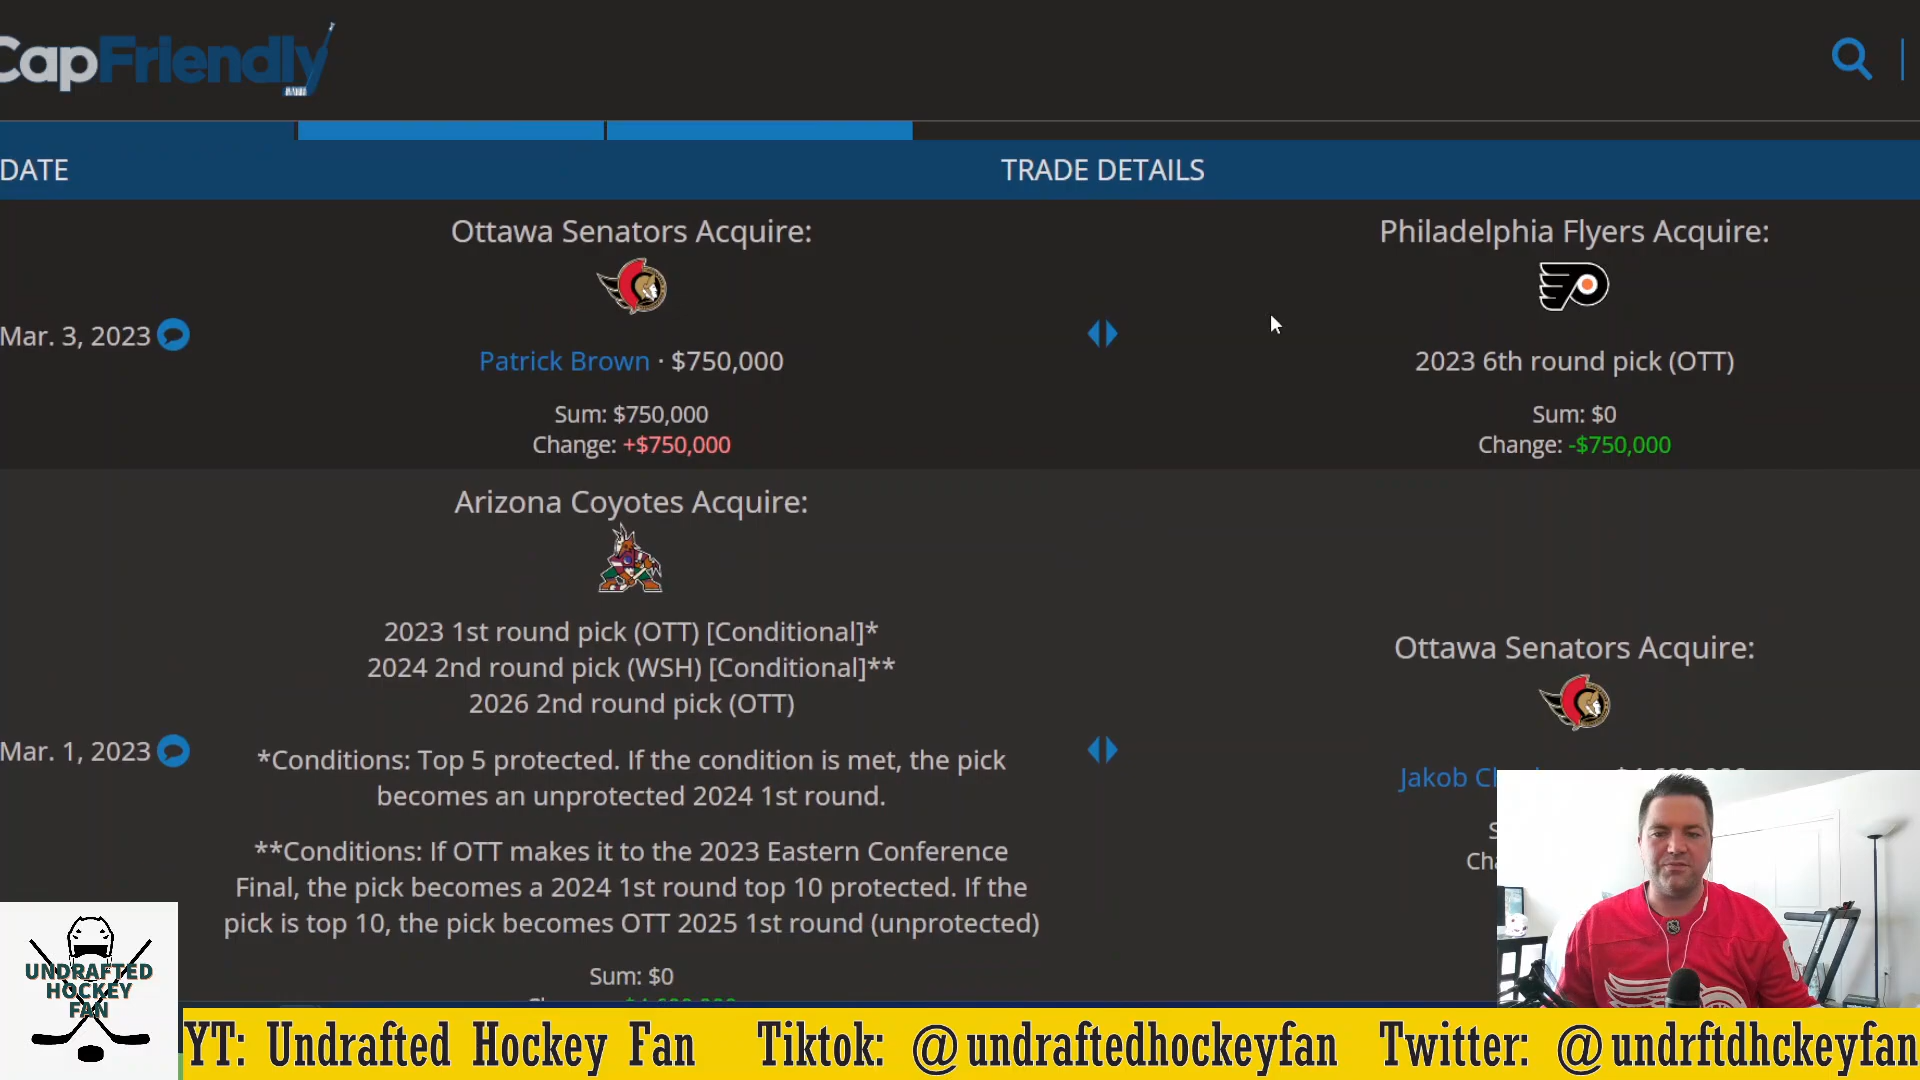 CapFriendly
DATE
TRADE DETAILS
Ottawa Senators Acquire:
Philadelphia Flyers Acquire:
Mar. 3, 2023
Patrick Brown · $750,000
2023 6th round pick (OTT)
Sum: $750,000
Change: +$750,000
Sum: $0
Change: -$750,000
Arizona Coyotes Acquire:
2023 1st round pick (OTT) [Conditional]*
2024 2nd round pick (WSH) [Conditional]**
2026 2nd round pick (OTT)
Ottawa Senators Acquire:
Mar. 1, 2023
*Conditions: Top 5 protected. If the condition is met, the pick
becomes an unprotected 2024 1st round.
Jakob
**Conditions: If OTT makes it to the 2023 Eastern Conference
Final, the pick becomes a 2024 1st round top 10 protected. If the
pick is top 10, the pick becomes OTT 2025 1st round (unprotected)
Sum: $0
UNDRAFTED
HOCKEY
FAN
YT: Undrafted Hockey Fan Tiktok: @undraftedhockeyfan Twitter: @undrftdhckeyfan